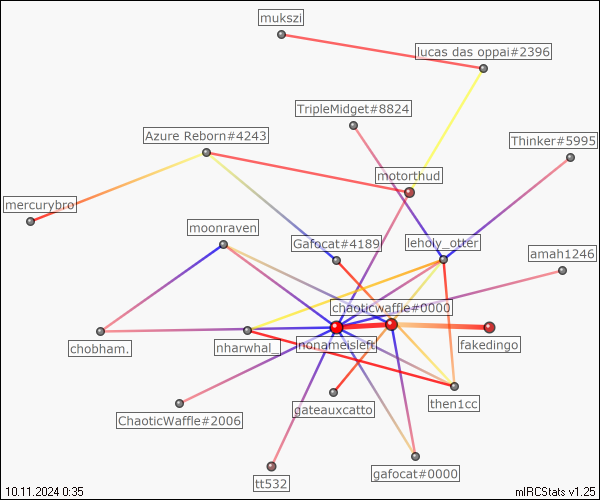 mukszi
lucas das oppai#2396
TripleMidget#8824
Azure Reborn#4243
Thinker#5995
motorthud
mercurybro
moonraven
Gafocat#4189
leholy_otter
amah1246
chaoticwaffle#0000
chobham.
nharwhal_
nonameisleft
fakedingo
ChaoticWaffle#2006
gateauxcatto
then1cc
tt532
gafocat#0000
10.11.2024 0:35
mIRCStats v1.25